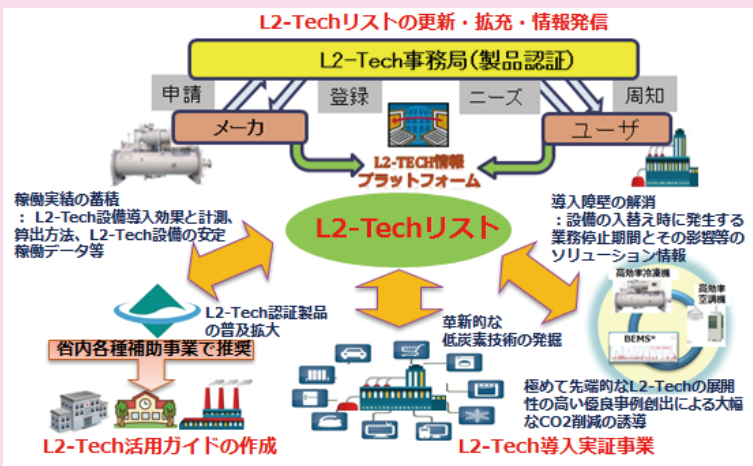 L2-Techリストの更新・拡充・情報発信
L2-Tech事務局(製品認証)
申請
登録
ニーズ
周知
メーカ
ユーザ
L2-TECH情報
プラットフォーム
稼働実績の蓄積
： L2-Tech設備導入効果と計測、
算出方法、L2-Tech設備の安定
稼働データ等
導入障壁の解消
：設備の入替え時に発生する
業務停止期間とその影響等の
ソリューション情報
L2-Techリスト
高効率冷凍機
高効率
空調機
BEMS*
L2-Tech認証製品
の普及拡大
革新的な
低炭素技術の発掘
省内各種補助事業で推奨
極めて先端的なL2-Techの展開
性の高い優良事例創出による大幅
なCO2削減の誘導
L2-Tech活用ガイドの作成
L2-Tech導入実証事業